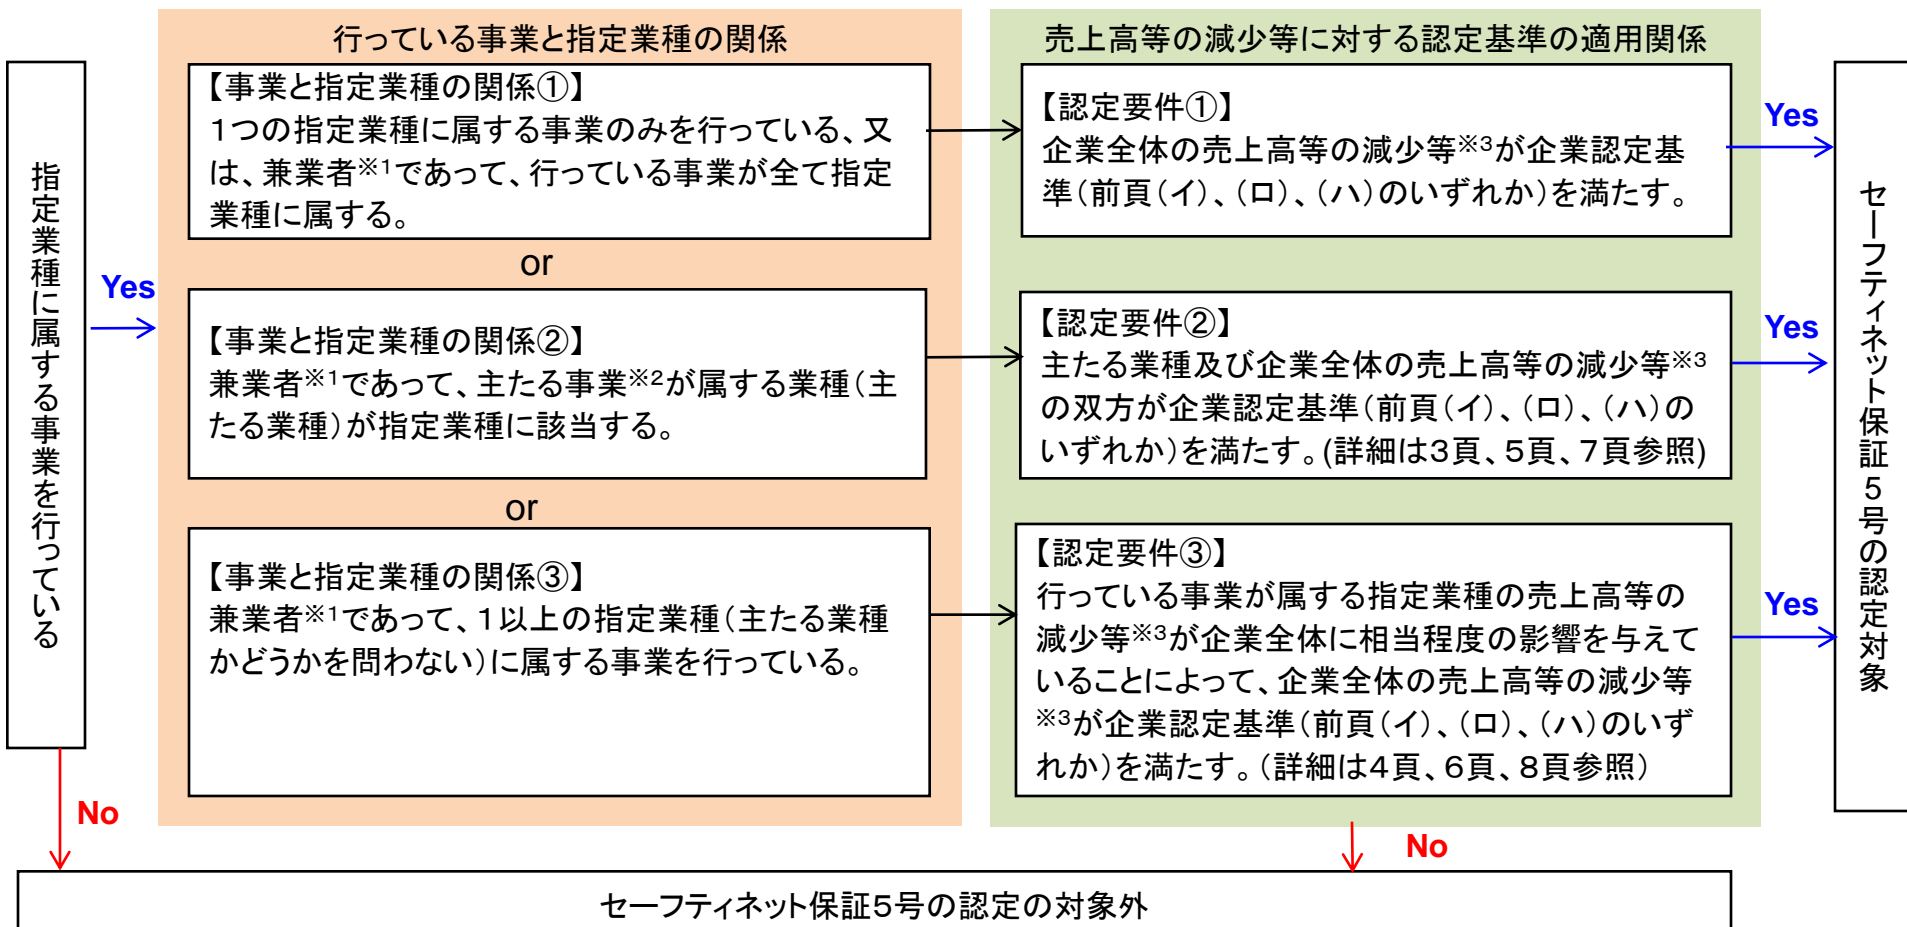 行っている事業と指定業種の関係
売上高等の減少等に対する認定基準の適用関係
指定業種に属する事業を行っている
Yes
No
【事業と指定業種の関係①】
１つの指定業種に属する事業のみを行っている、又
は、兼業者※1であって、行っている事業が全て指定
業種に属する。
or
【事業と指定業種の関係②】
兼業者※1であって、主たる事業※2が属する業種（主
たる業種）が指定業種に該当する。
or
【事業と指定業種の関係③】
兼業者※1であって、１以上の指定業種（主たる業種
かどうかを問わない）に属する事業を行っている。
【認定要件①】
企業全体の売上高等の減少等※3が企業認定基
準（前頁（イ）、（ロ）、（ハ）のいずれか）を満たす。
Yes
【認定要件②】
主たる業種及び企業全体の売上高等の減少等※3
の双方が企業認定基準（前頁（イ）、（ロ）、（ハ）の
いずれか）を満たす。(詳細は３頁、５頁、７頁参照)
Yes
【認定要件③】
行っている事業が属する指定業種の売上高等の
減少等※3が企業全体に相当程度の影響を与えて
いることによって、企業全体の売上高等の減少等
※3が企業認定基準（前頁（イ）、（ロ）、（ハ）のいず
れか）を満たす。（詳細は４頁、６頁、８頁参照）
Yes
No
セーフティネット保証５号の認定対象
セーフティネット保証５号の認定の対象外